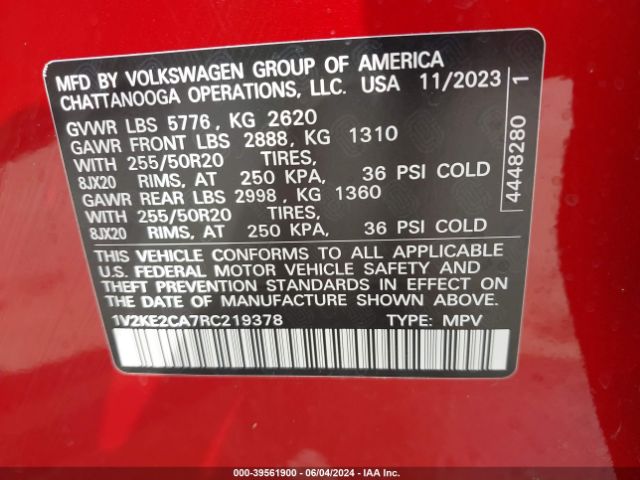 MFD BY VOLKSWAGEN GROUP OF AMERICA
CHATTANOOGA OPERATIONS, LLC. USA 11/2023
GVWR LBS 5776, KG 2620
GAWR FRONT LBS 2888, KG 1310
WITH 255/50R20 TIRES,
8JX20 RIMS, AT 250 KPA, 36 PSI COLD
GAWR REAR LBS 2998, KG 1360
WITH 255/50R20 TIRES,
8JX20 RIMS, AT 250 KPA, 36 PSI COLD
THIS VEHICLE CONFORMS TO ALL APPLICABLE
U.S. FEDERAL MOTOR VEHICLE SAFETY AND
THEFT PREVENTION STANDARDS IN EFFECT ON
THE DATE OF MANUFACTURE SHOWN ABOVE.
1V2KE2CA7RC219378 TYPE: MPV
4448280 1
000-39561900 - 06/04/2024 - IAA Inc.